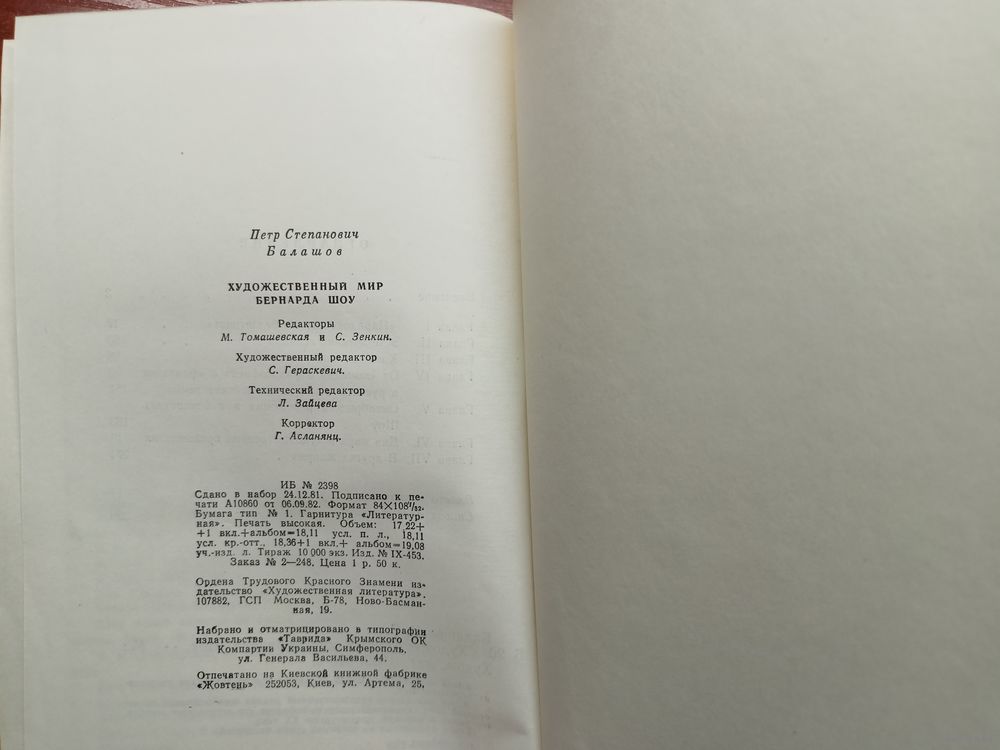 Петр Степанович
Балашов
ХУДОЖЕСТВЕННЫЙ МИР
БЕРНАРДА ШОУ
Редакторы
М. Томашевская и С. Зенкин.
Художественный редактор
С. Гераскевич.
Технический редактор
Л. Зайцева
Корректор
Г. Асланянц.
ИБ № 2398
Сдано в набор 24.12.81. Подписано к пе-
чати А10860 от 06.09.82. Формат 84×108¹/₃₂.
Бумага тип № 1. Гарнитура «Литератур-
ная». Печать высокая. Объем: 17,22+
+1 вкл.+альбом=18,11 усл. п. л., 18,11
усл. кр.-отт., 18,36+1 вкл.+ альбом=19,08
уч.-изд. л. Тираж 10 000 экз. Изд. № IX-453.
Заказ № 2—248. Цена 1 р. 50 к.
Ордена Трудового Красного Знамени из-
дательство «Художественная литература».
107882, ГСП Москва, Б-78, Ново-Басман-
ная, 19.
Набрано и отматрицировано в типографии
издательства «Таврида» Крымского ОК
Компартии Украины, Симферополь,
ул. Генерала Васильева, 44.
Отпечатано на Киевской книжной фабрике
«Жовтень» 252053, Киев, ул. Артема, 25,